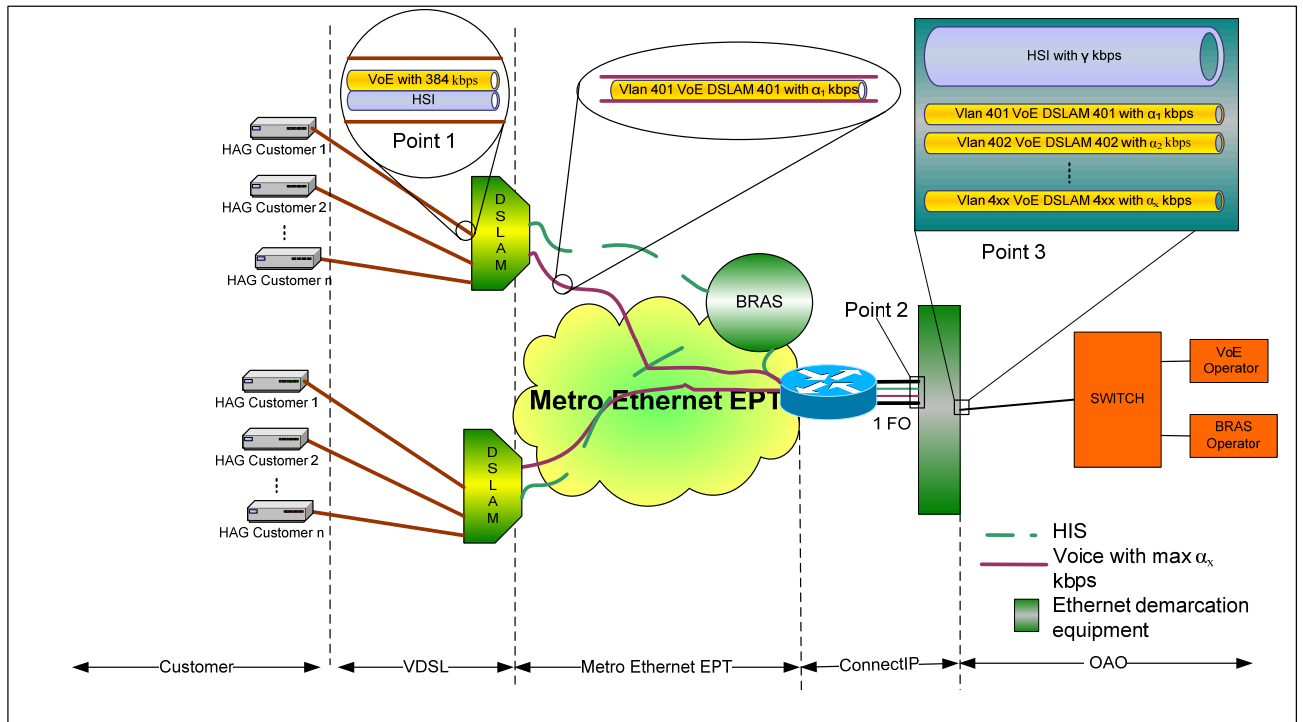 VoE with 384 kbps
HSI
Point 1
HAG Customer 1
HAG Customer 2
HAG Customer n
D
S
L
A
M
Vlan 401 VoE DSLAM 401 with α1 kbps
HSI with γ kbps
Vlan 401 VoE DSLAM 401 with α1 kbps
Vlan 402 VoE DSLAM 402 with α2 kbps
Vlan 4xx VoE DSLAM 4xx with αx kbps
Point 3
BRAS
Point 2
Metro Ethernet EPT
1 FO
SWITCH
VoE
Operator
BRAS
Operator
HAG Customer 1
HAG Customer 2
HAG Customer n
D
S
L
A
M
HIS
Voice with max αx
kbps
Ethernet demarcation
equipment
Customer
VDSL
Metro Ethernet EPT
ConnectIP
OAO